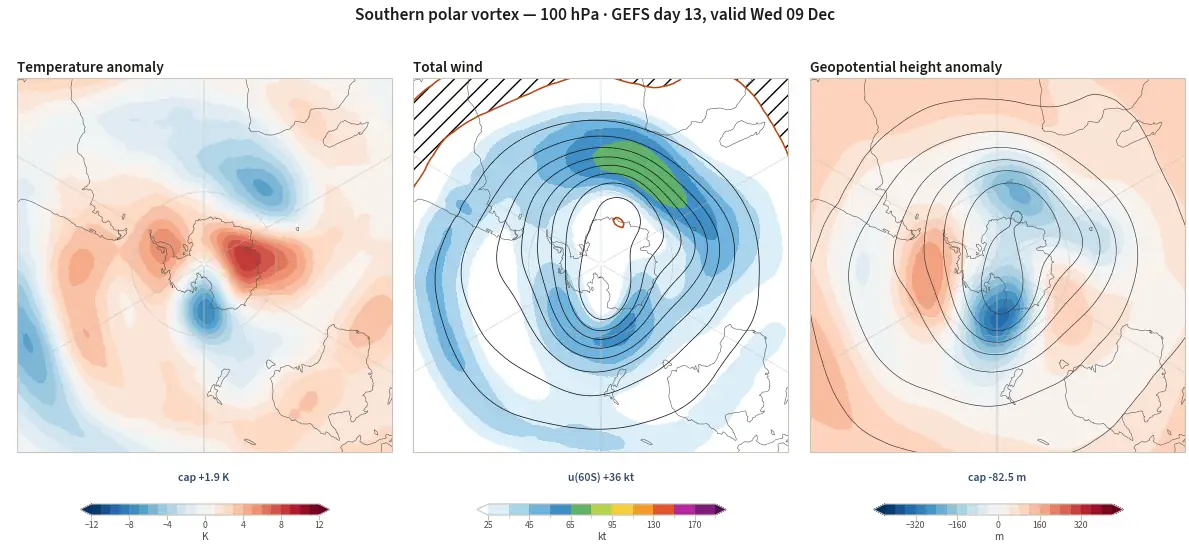 Southern polar vortex — 100 hPa · GEFS day 13, valid Wed 09 Dec
Temperature anomaly
Total wind
Geopotential height anomaly
cap +1.9 K
u(60S) +36 kt
cap -82.5 m
−12 −8 −4 0 4 8 12
K
25 45 65 95 130 170
kt
−320 −160 0 160 320
m